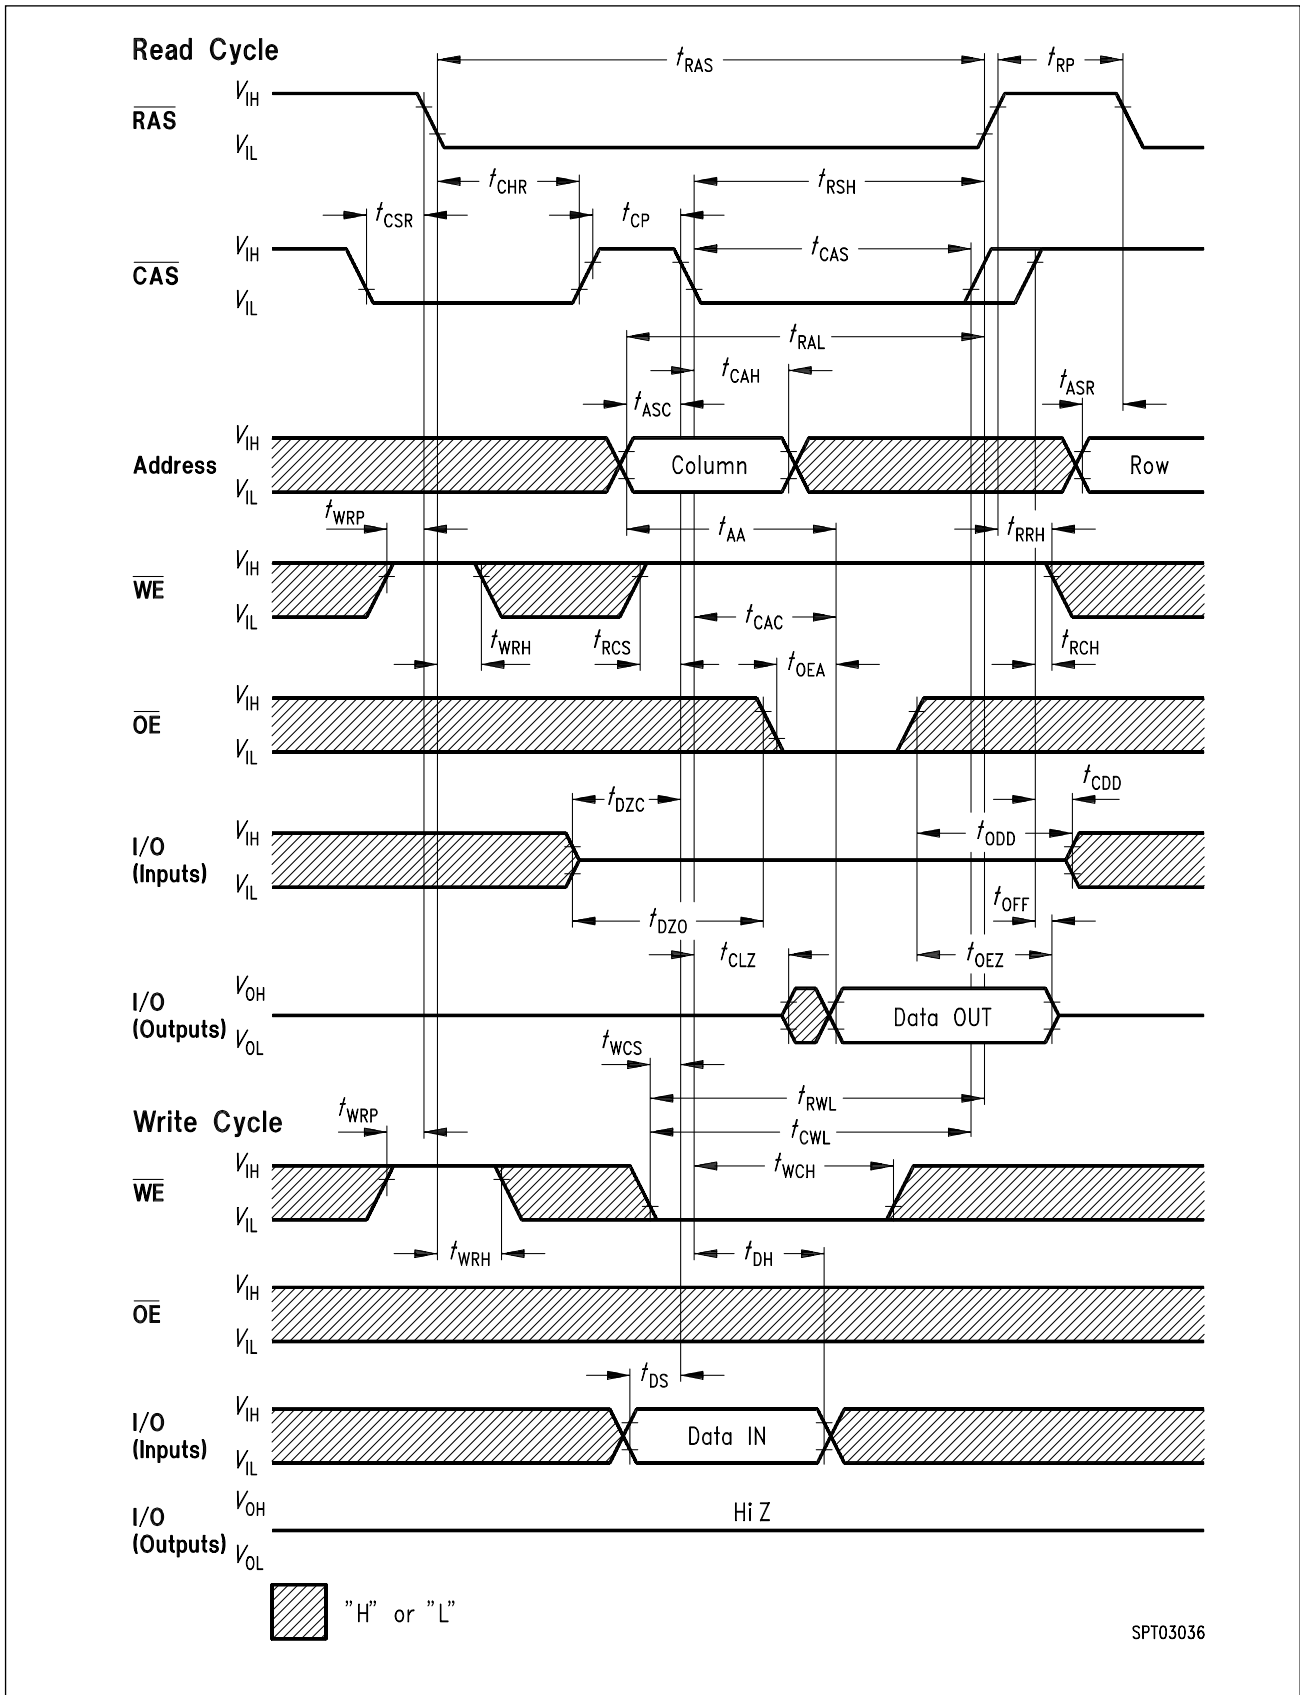 Read Cycle
tRAS
tRP
RAS
VIH
VIL
tCHR
tRSH
tCSR
tCP
CAS
VIH
VIL
tCAS
tRAL
tCAH
tASR
tASC
Address
VIH
VIL
Column
Row
tWRP
tAA
tRRH
WE
VIH
VIL
tCAC
tWRH
tRCS
tOEA
tRCH
OE
VIH
VIL
tDZC
tCDD
tODD
I/O
(Inputs)
VIH
VIL
tOFF
tDZO
tCLZ
tOEZ
I/O
(Outputs)
VOH
VOL
Data OUT
tWCS
tRWL
Write Cycle
tWRP
tCWL
tWCH
WE
VIH
VIL
tWRH
tDH
OE
VIH
VIL
tDS
I/O
(Inputs)
VIH
VIL
Data IN
I/O
(Outputs)
VOH
VOL
Hi Z
"H" or "L"
SPT03036